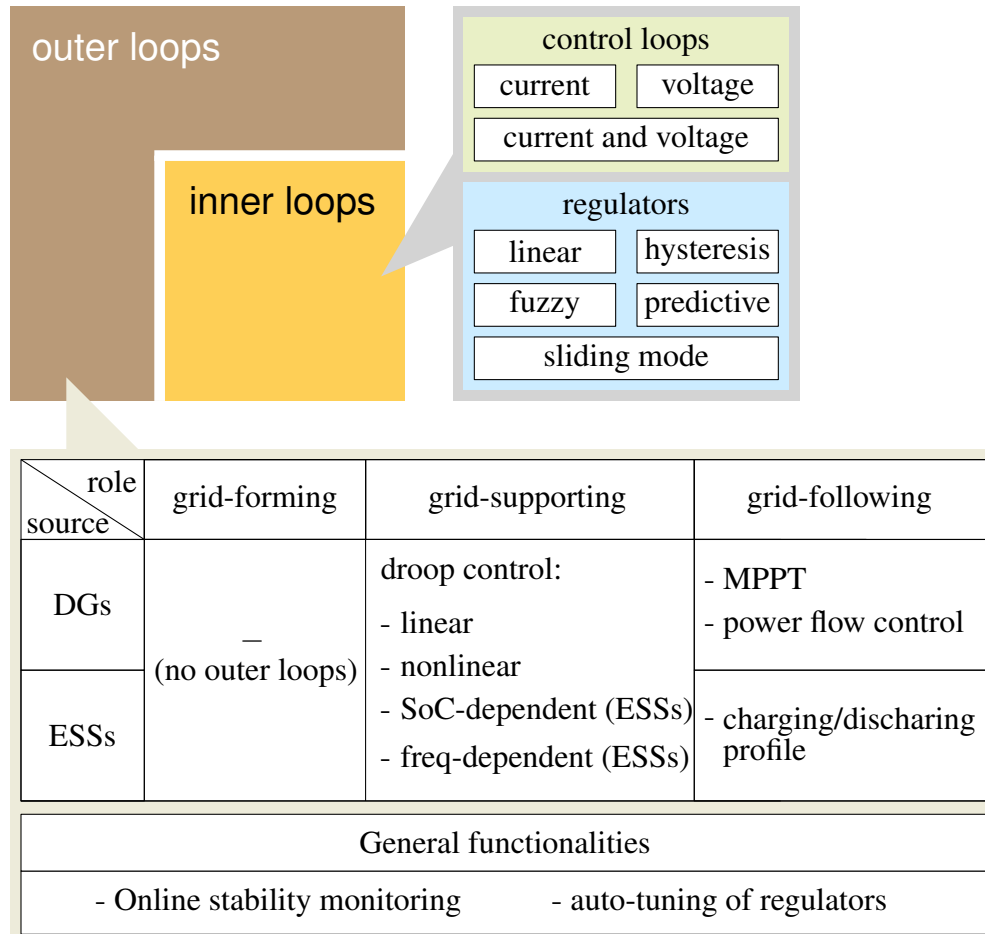 outer loops
inner loops
control loops
current
voltage
current and voltage
regulators
linear
hysteresis
fuzzy
predictive
sliding mode
role
source
grid-forming
grid-supporting
grid-following
DGs
ESSs
–
(no outer loops)
droop control:
- linear
- nonlinear
- SoC-dependent (ESSs)
- freq-dependent (ESSs)
- MPPT
- power flow control
- charging/discharing
profile
General functionalities
- Online stability monitoring
- auto-tuning of regulators